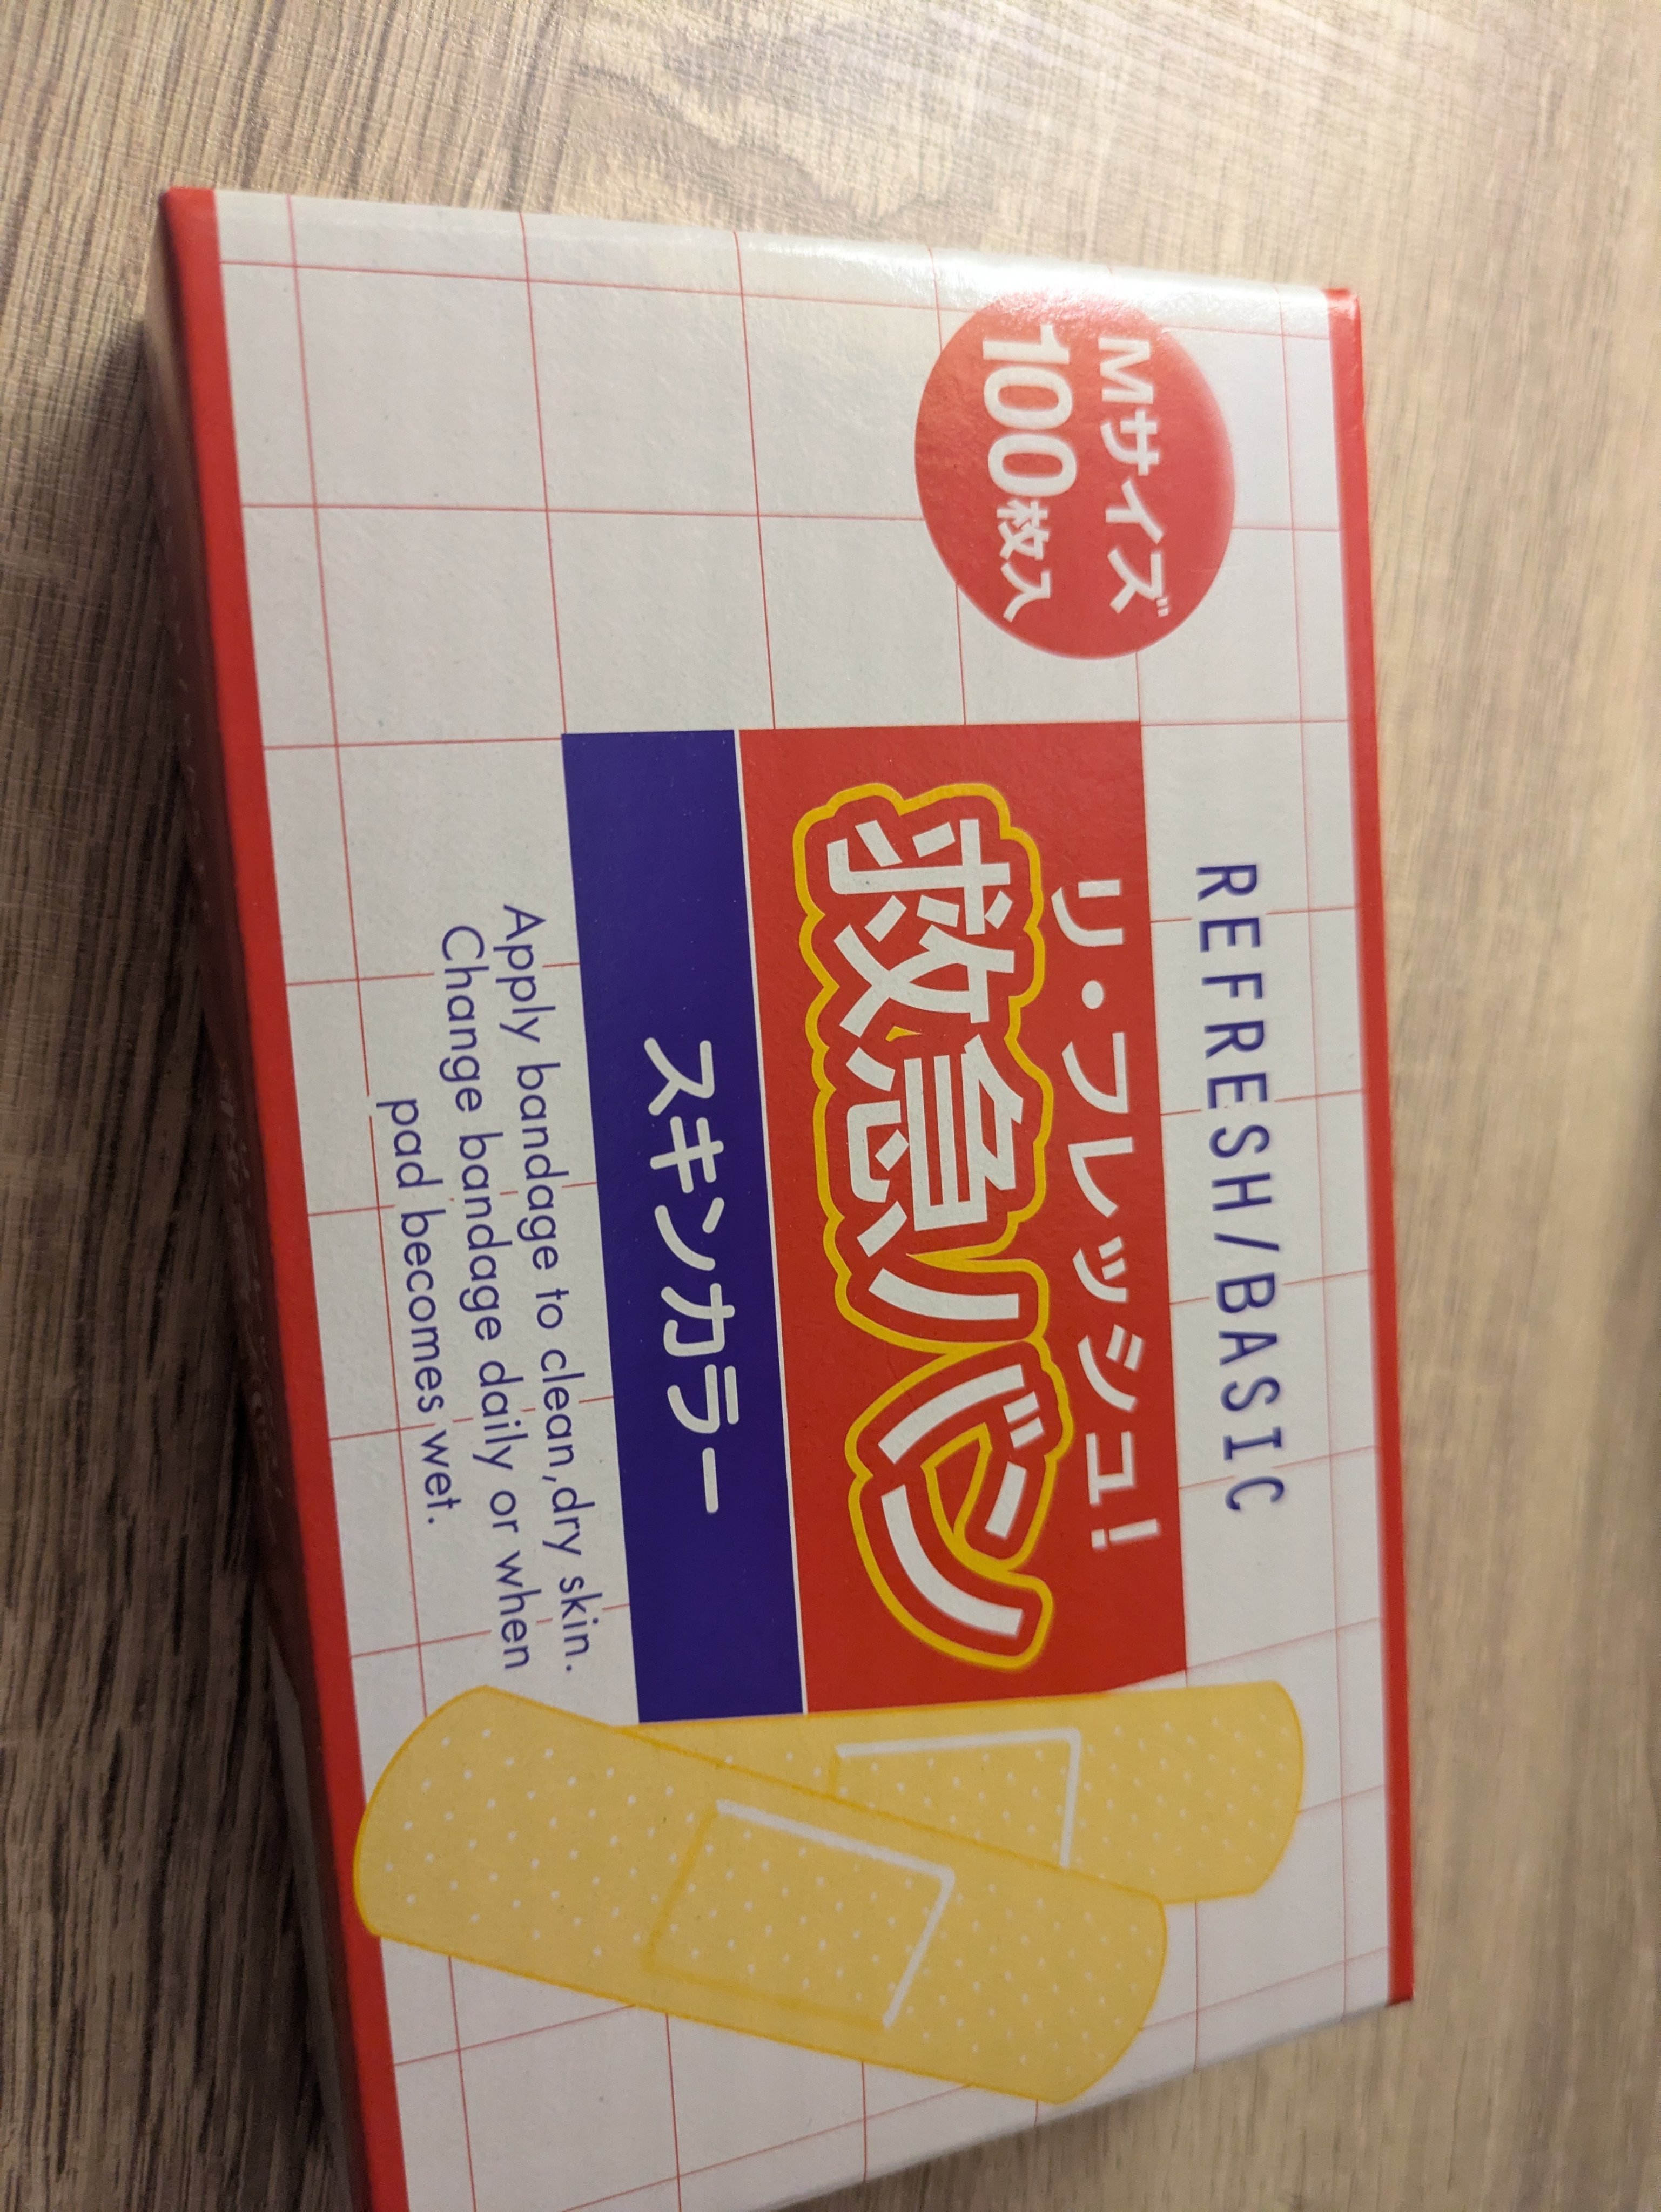 Mサイズ
100枚入
REFRESH/BASIC
リ・フレッシュ!
救急バン
スキンカラー
Apply bandage to clean,dry skin.
Change bandage daily or when
pad becomes wet.